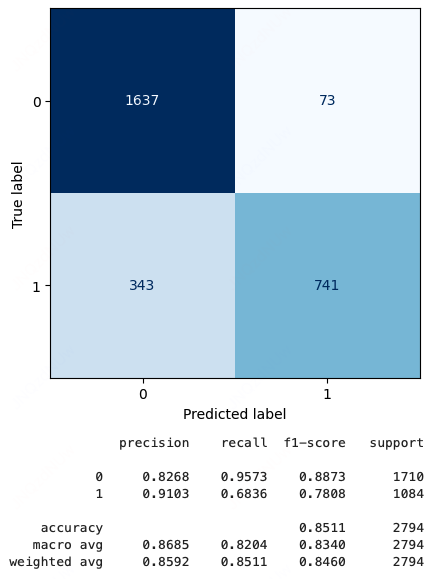 0
1637
73
True label
1
343
741
0
1
Predicted label
precision recall f1-score support
0 0.8268 0.9573 0.8873 1710
1 0.9103 0.6836 0.7808 1084
accuracy 0.8511 2794
macro avg 0.8685 0.8204 0.8340 2794
weighted avg 0.8592 0.8511 0.8460 2794